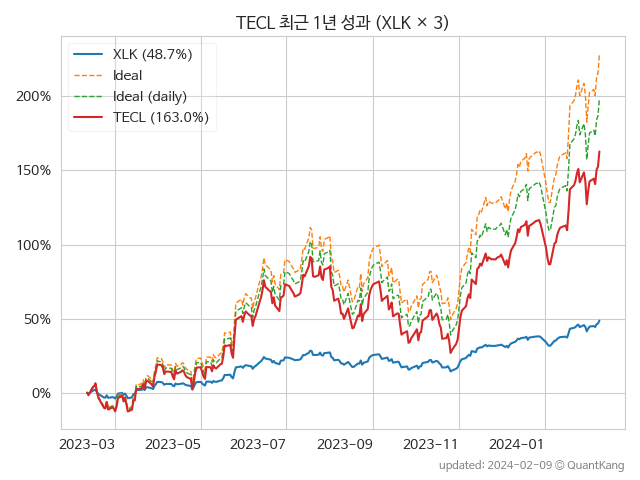 TECL 최근 1년 성과 (XLK × 3)
XLK (48.7%)
Ideal
Ideal (daily)
TECL (163.0%)
200%
150%
100%
50%
0%
2023-03 2023-05 2023-07 2023-09 2023-11 2024-01
updated: 2024-02-09 © QuantKang